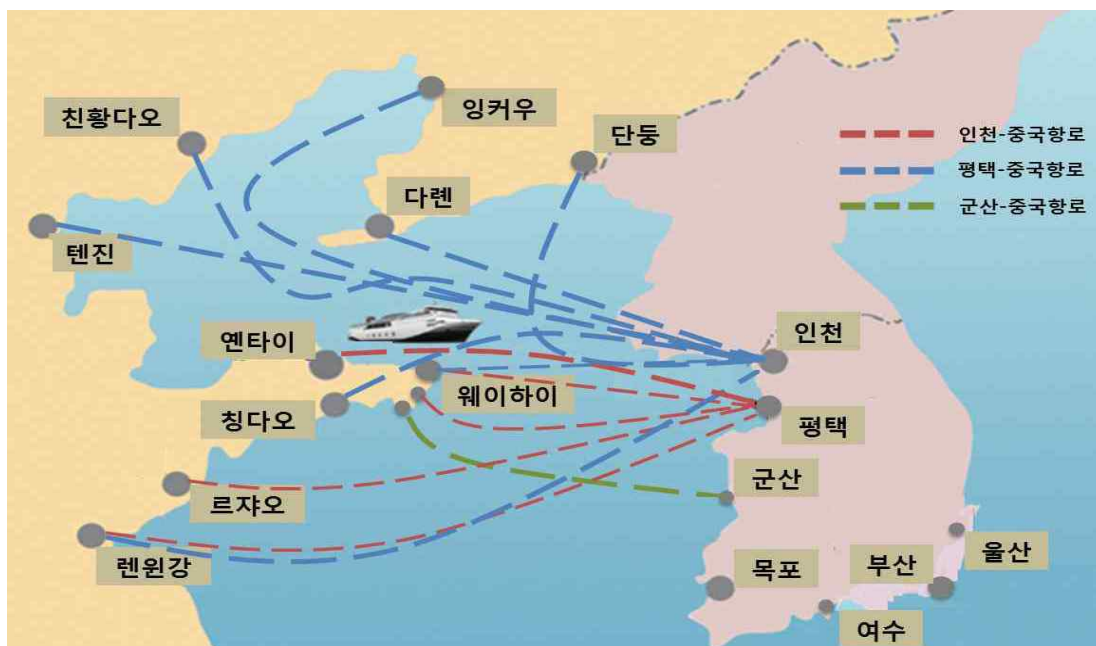 친황다오
잉커우
단둥
인천-중국항로
평택-중국항로
군산-중국항로
다롄
텐진
옌타이
인천
웨이하이
칭다오
평택
르쟈오
군산
렌윈강
목포
부산
울산
여수